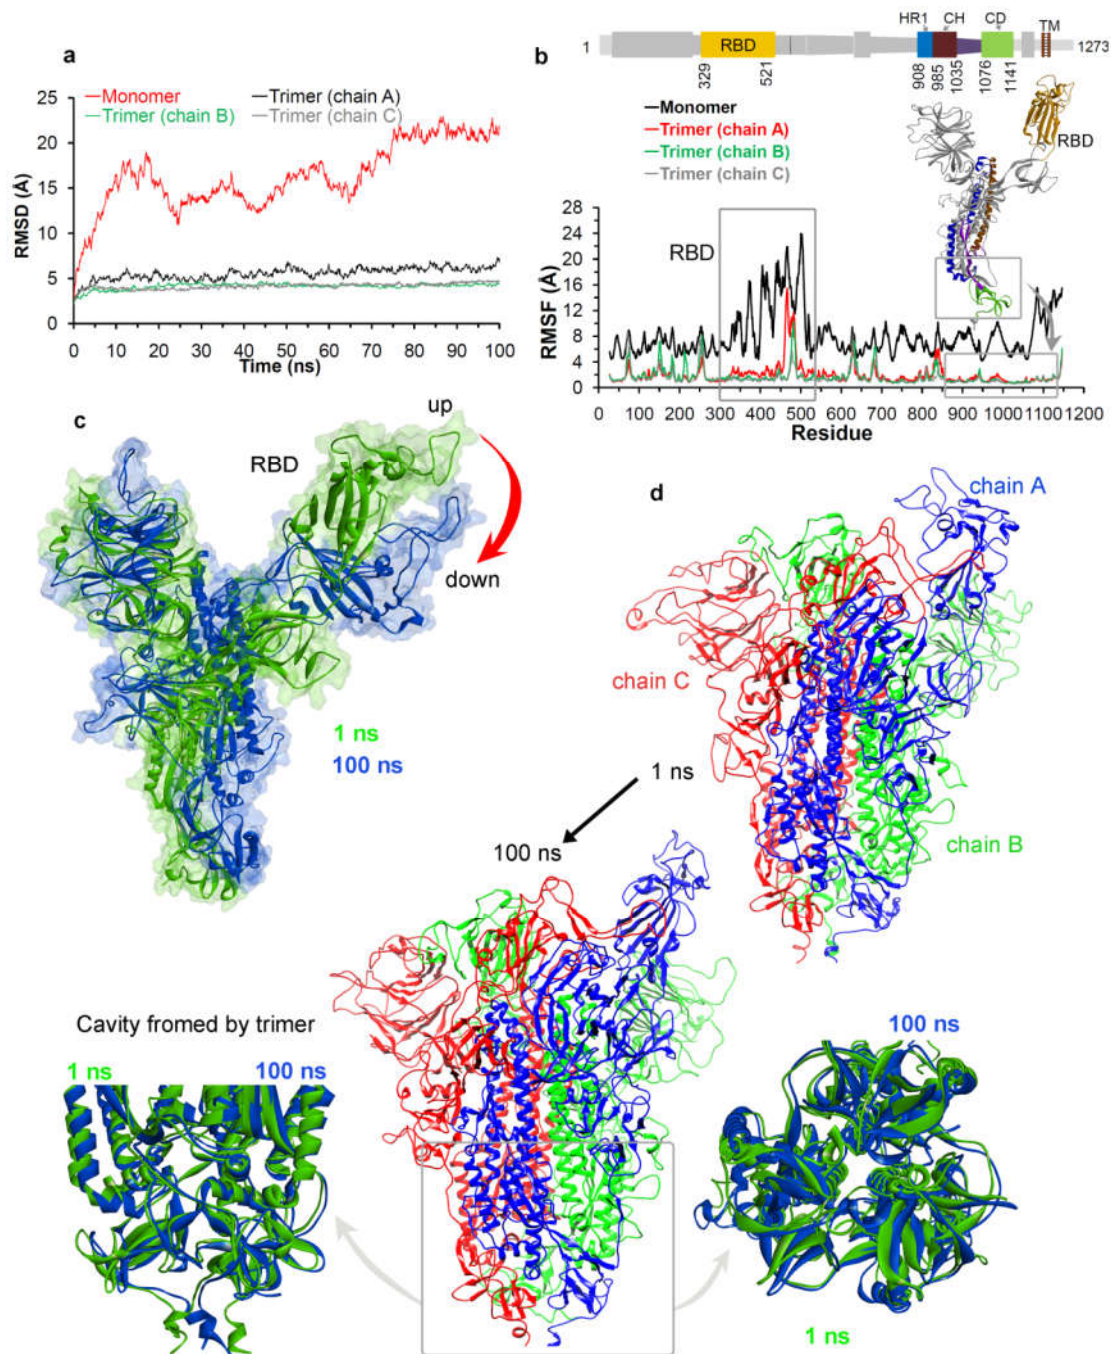 a
RMSD (Å)
25
20
15
10
5
0
Monomer
Trimer (chain A)
Trimer (chain B)
Trimer (chain C)
0 10 20 30 40 50 60 70 80 90 100
Time (ns)
b
HR1 CH CD TM
1 RBD 1273
329 521 908 985 1035 1076 1141
Monomer
Trimer (chain A)
Trimer (chain B)
Trimer (chain C)
RBD
RBD
RMSF (Å)
28
24
20
16
12
8
4
0
0 100 200 300 400 500 600 700 800 900 1000 1100 1200
Residue
c
up
RBD
down
1 ns
100 ns
d
chain A
chain C
chain B
1 ns
100 ns
Cavity fromed by trimer
1 ns 100 ns
100 ns
1 ns